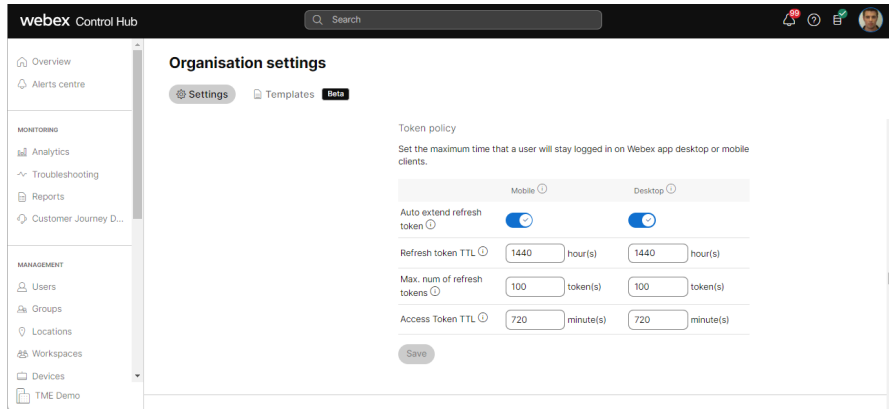 webex Control Hub
Search
99
Overview
Alerts centre
MONITORING
Analytics
Troubleshooting
Reports
Customer Journey D...
MANAGEMENT
Users
Groups
Locations
Workspaces
Devices
TME Demo
Organisation settings
Settings
Templates Beta
Token policy
Set the maximum time that a user will stay logged in on Webex app desktop or mobile
clients.
Mobile Desktop
Auto extend refresh
token
Refresh token TTL 1440 hour(s) 1440 hour(s)
Max. num of refresh
tokens 100 token(s) 100 token(s)
Access Token TTL 720 minute(s) 720 minute(s)
Save